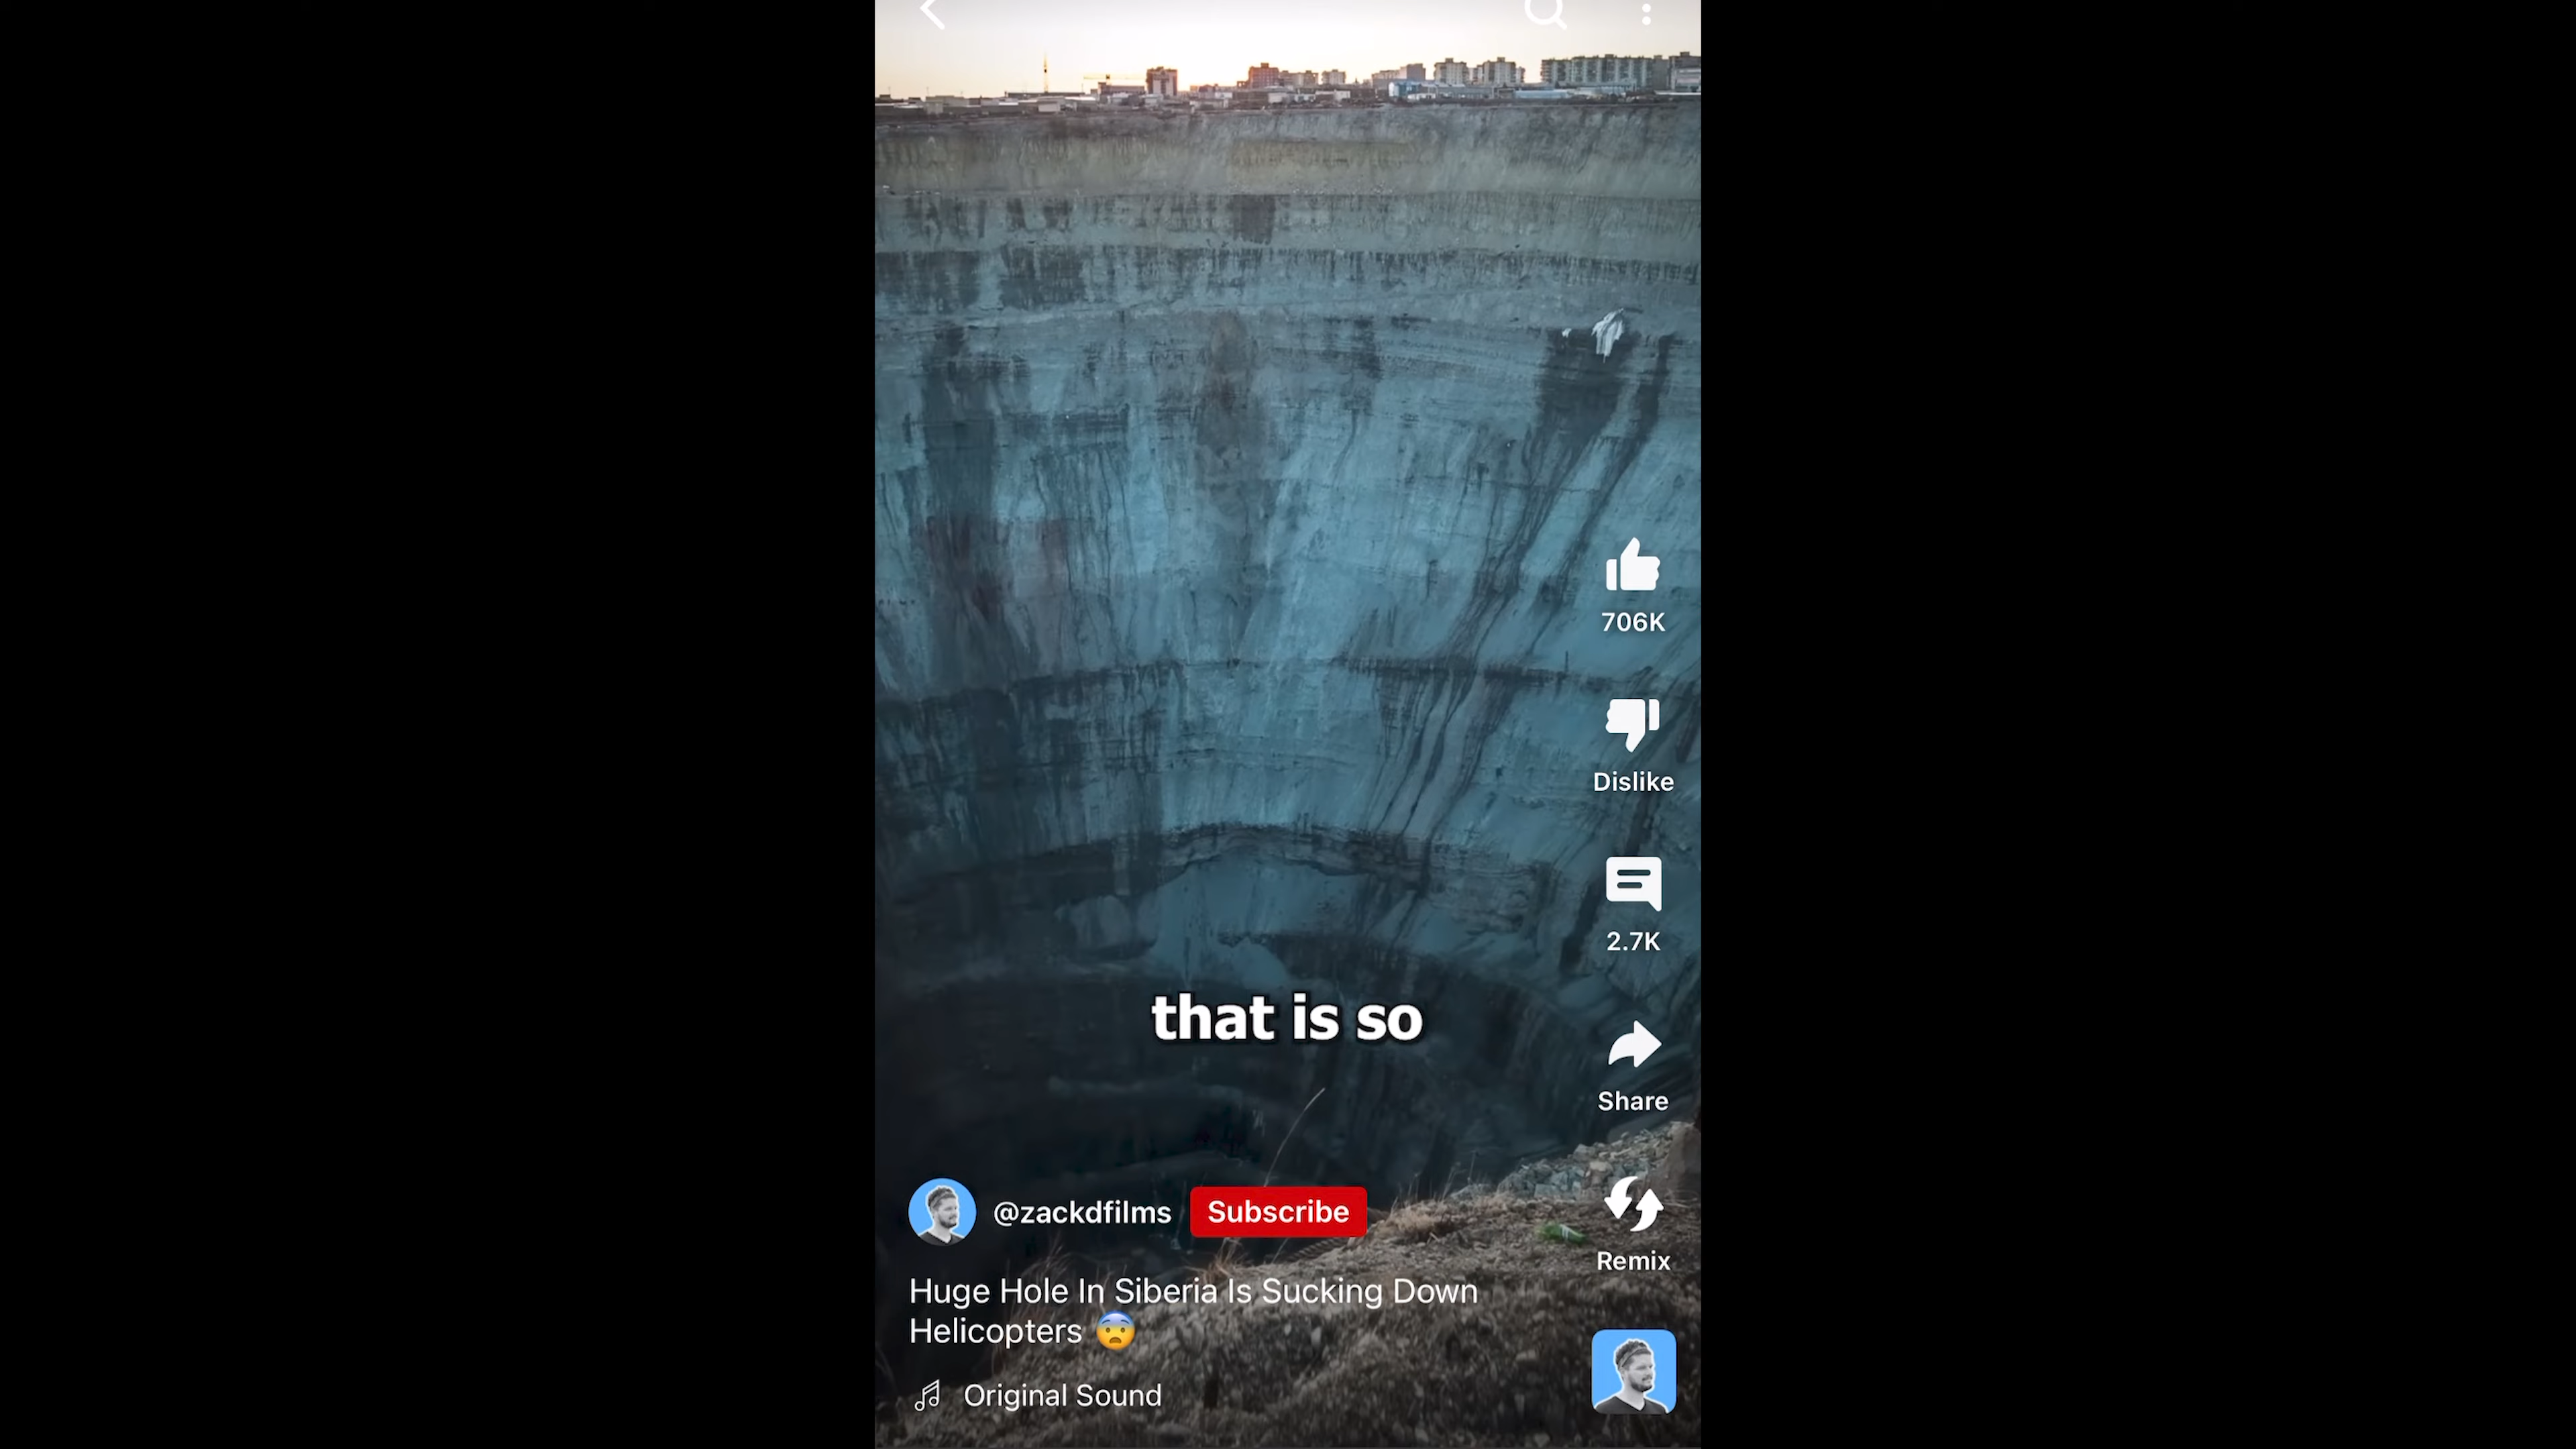 706K
Dislike
2.7K
that is so
Share
@zackdfilms Subscribe
Remix
Huge Hole In Siberia Is Sucking Down
Helicopters 😨
Original Sound